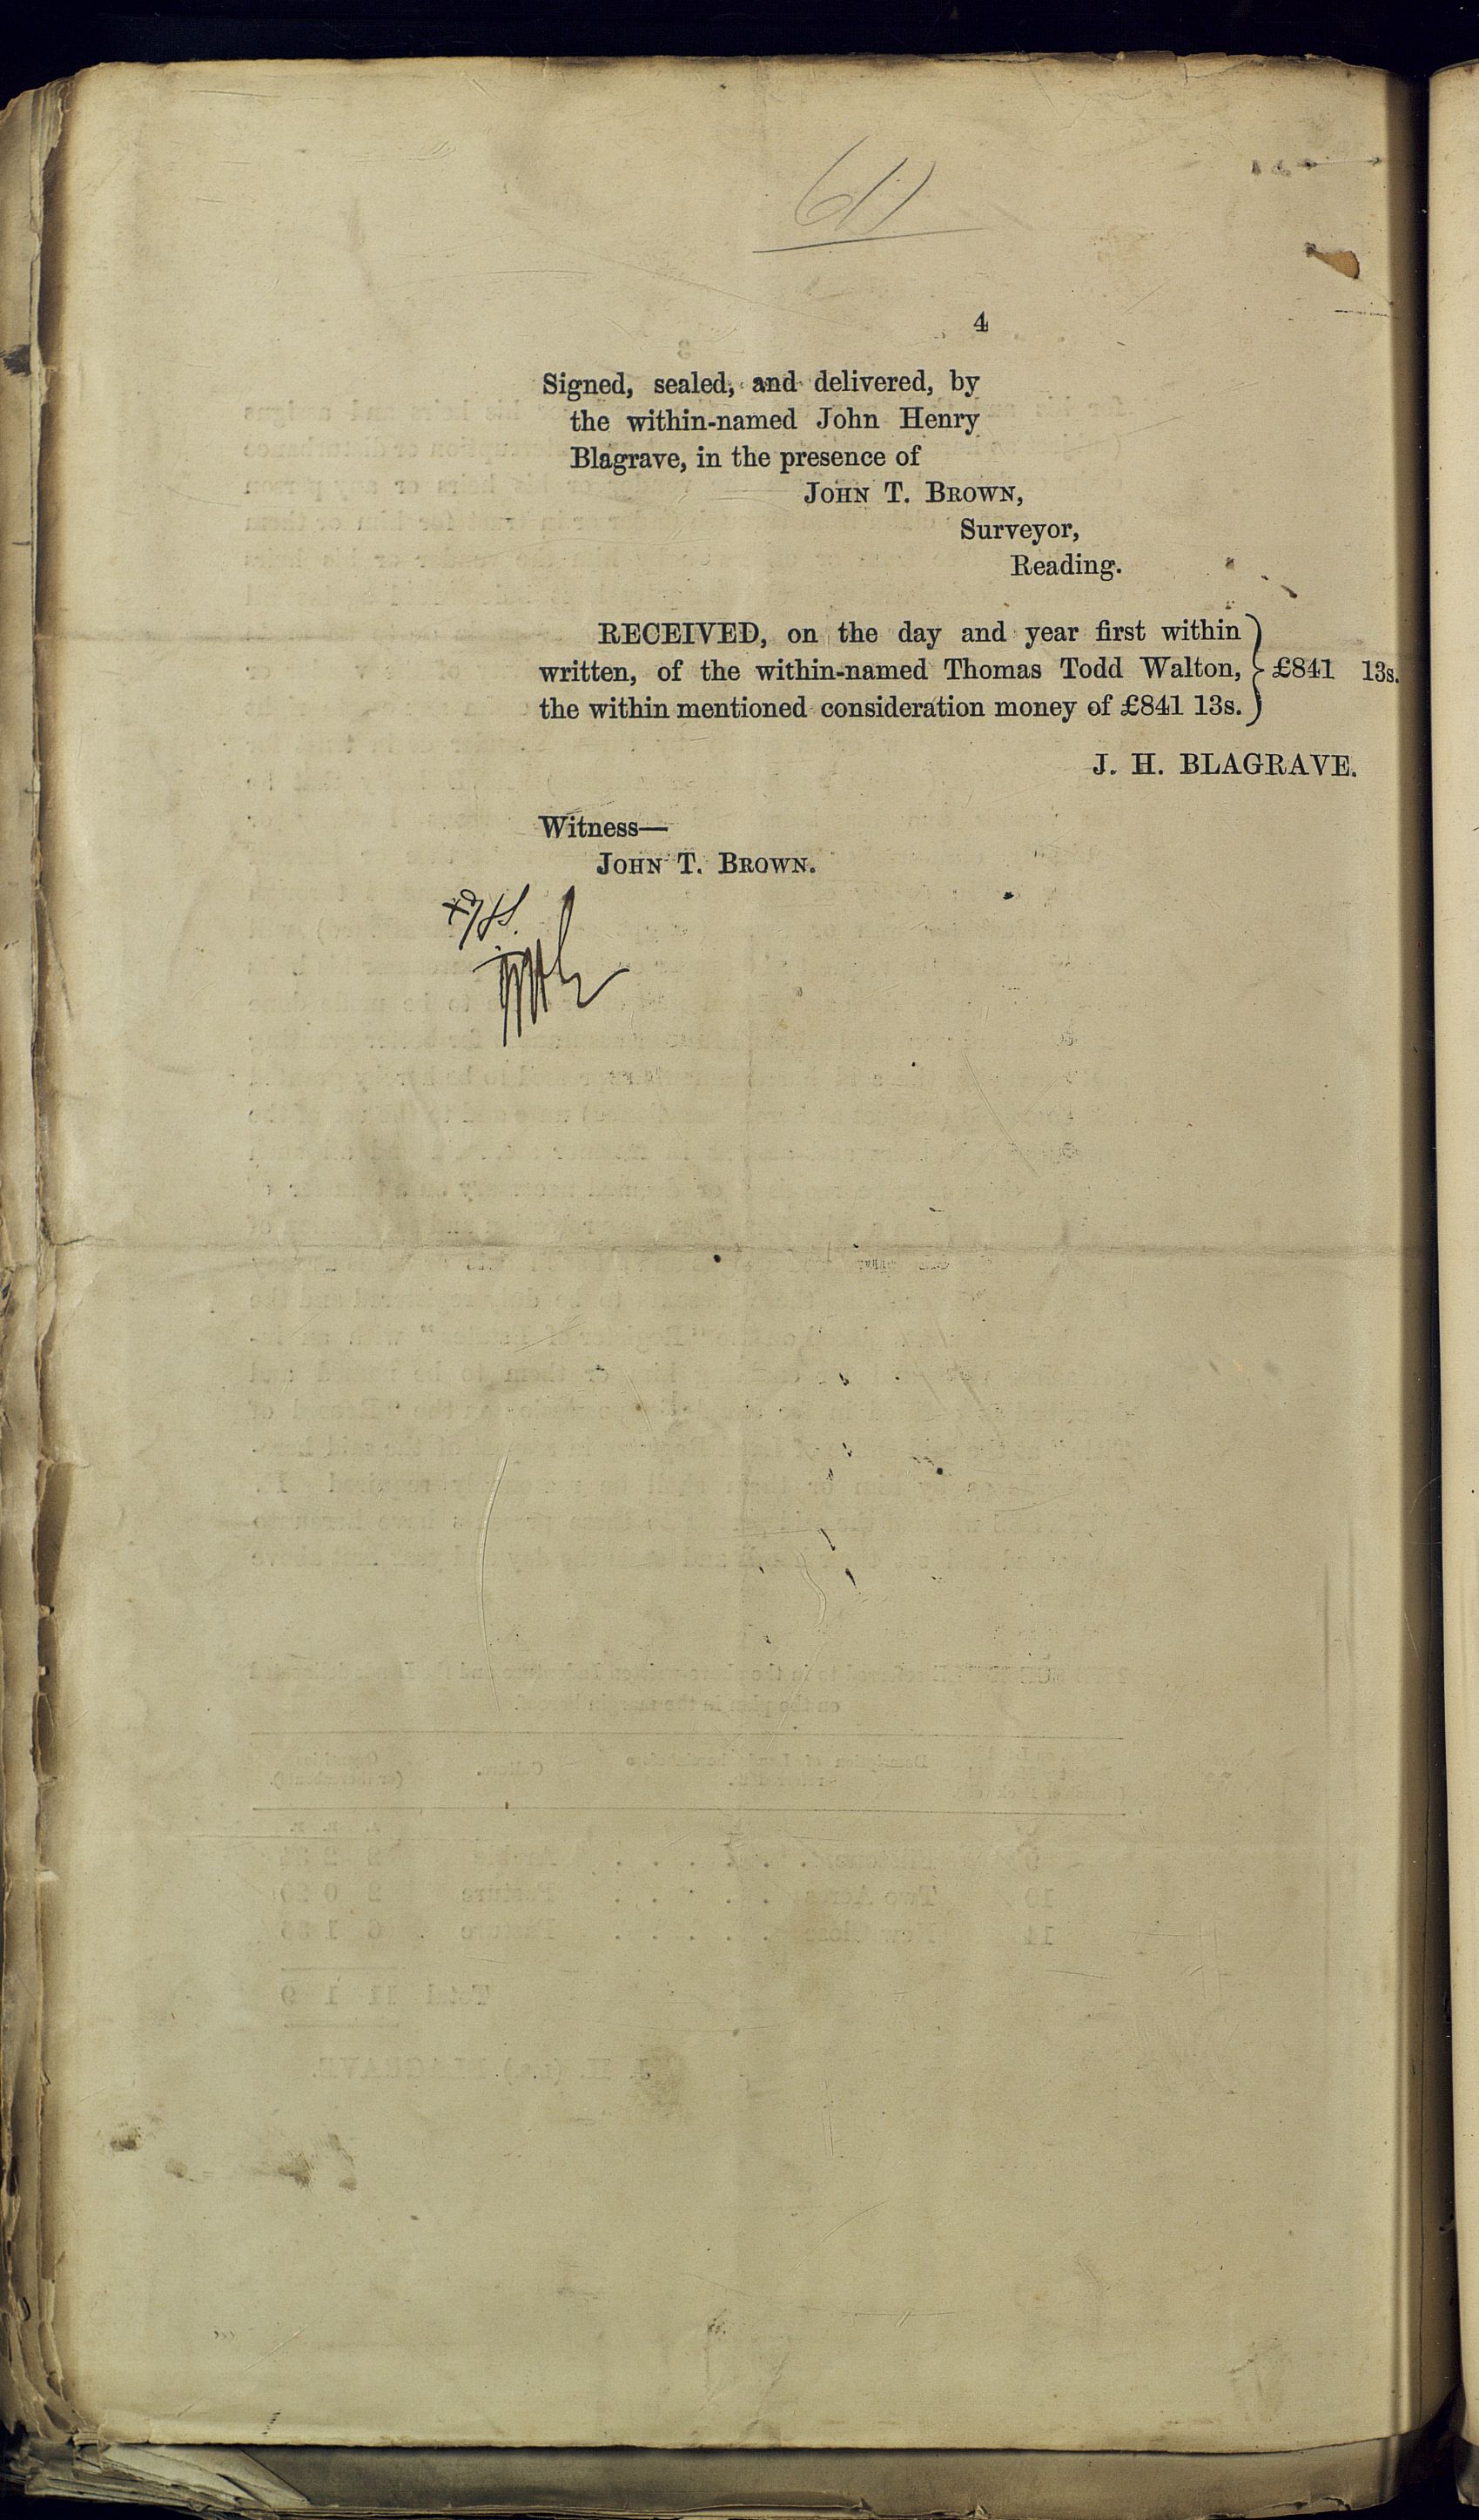 4
Signed, sealed, and delivered, by
the within-named John Henry
Blagrave, in the presence of
JOHN T. BROWN,
Surveyor,
Reading.
RECEIVED, on the day and year first within
written, of the within-named Thomas Todd Walton, £841 13s.
the within mentioned consideration money of £841 13s.
J. H. BLAGRAVE.
Witness—
JOHN T. BROWN.